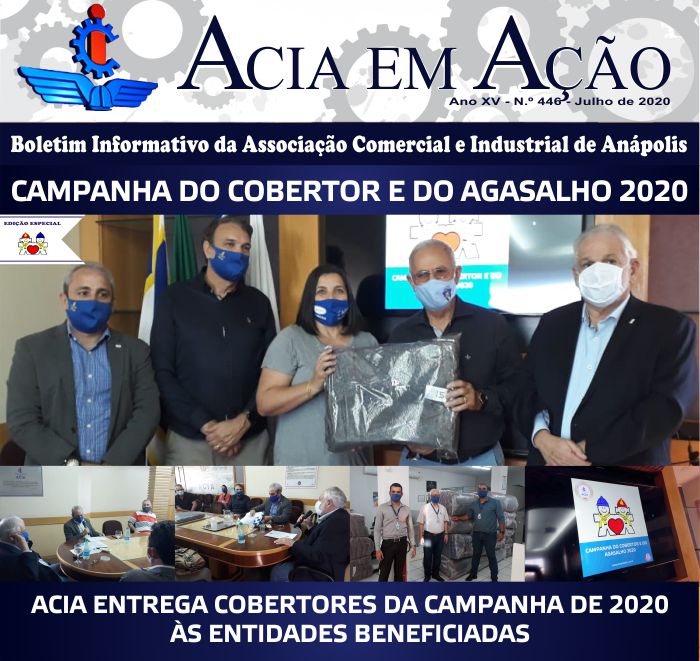 ACIA EM AÇÃO
Ano XV - N.º 446 - Julho de 2020
Boletim Informativo da Associação Comercial e Industrial de Anápolis
CAMPANHA DO COBERTOR E DO AGASALHO 2020
EDIÇÃO ESPECIAL
CAMPANHA DO COBERTOR E DO
AGASALHO 2020
ACIA ENTREGA COBERTORES DA CAMPANHA DE 2020
ÀS ENTIDADES BENEFICIADAS